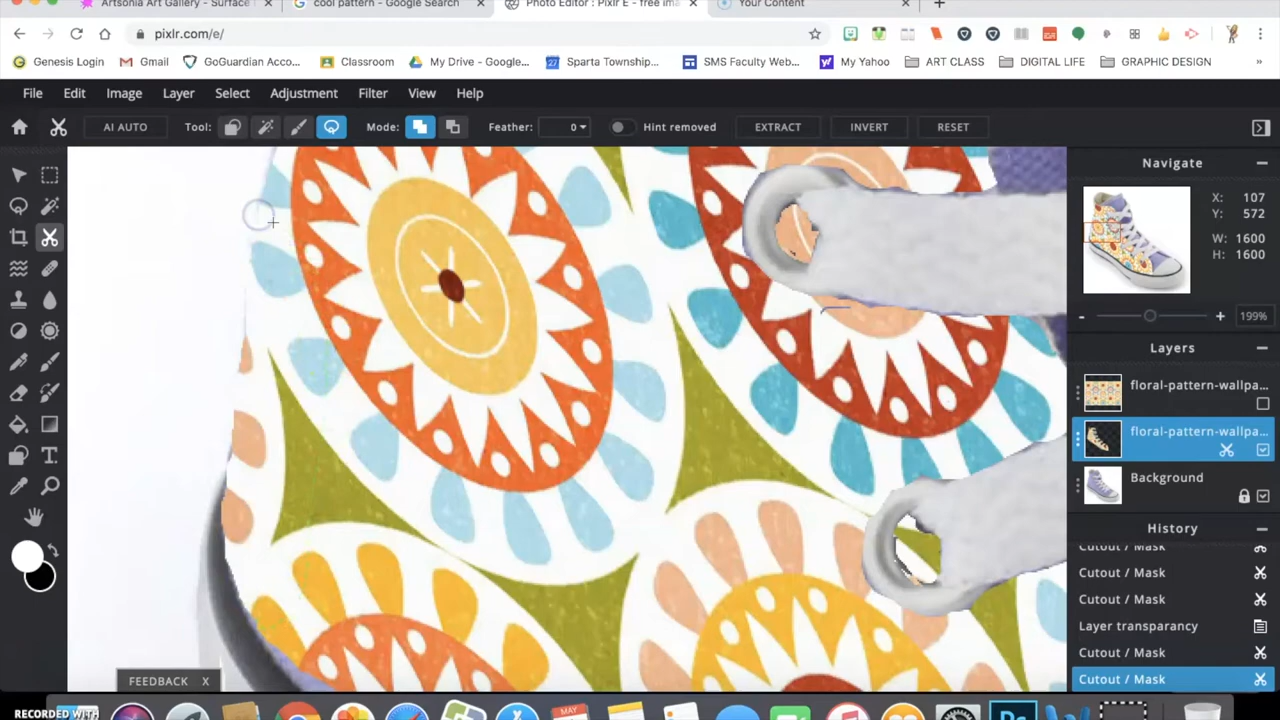 Artsonia Art Gallery - Surface
cool pattern - Google Search
Photo Editor : Pixlr E - free ima
Your Content
pixlr.com/e/
Genesis Login
Gmail
GoGuardian Acco...
Classroom
My Drive - Google...
Sparta Township...
SMS Faculty Web...
My Yahoo
ART CLASS
DIGITAL LIFE
GRAPHIC DESIGN
File Edit Image Layer Select Adjustment Filter View Help
AI AUTO Tool: Mode: Feather: 0 Hint removed EXTRACT INVERT RESET
Navigate
X: 107
Y: 572
W: 1600
H: 1600
199%
Layers
floral-pattern-wallpa...
floral-pattern-wallpa...
Background
History
Cutout / Mask
Cutout / Mask
Cutout / Mask
Layer transparancy
Cutout / Mask
Cutout / Mask
FEEDBACK X
RECORDED WITH
MAY